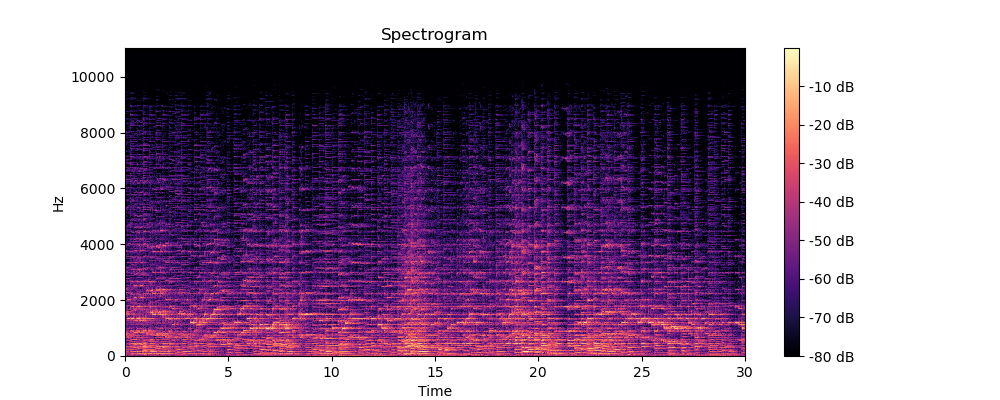 Spectrogram
10000
8000
6000
4000
2000
0
Hz
0 5 10 15 20 25 30
Time
-10 dB
-20 dB
-30 dB
-40 dB
-50 dB
-60 dB
-70 dB
-80 dB